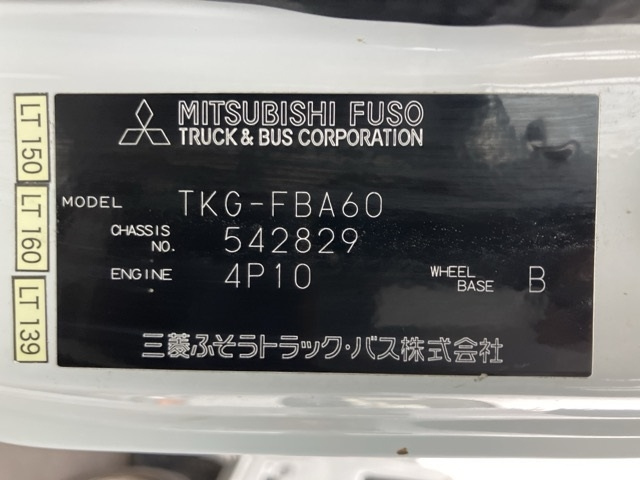 MITSUBISHI FUSO
TRUCK & BUS CORPORATION
MODEL TKG-FBA60
CHASSIS NO. 542829
ENGINE 4P10 WHEEL BASE B
三菱ふそうトラック・バス株式会社
LT 150
LT 160
LT 139